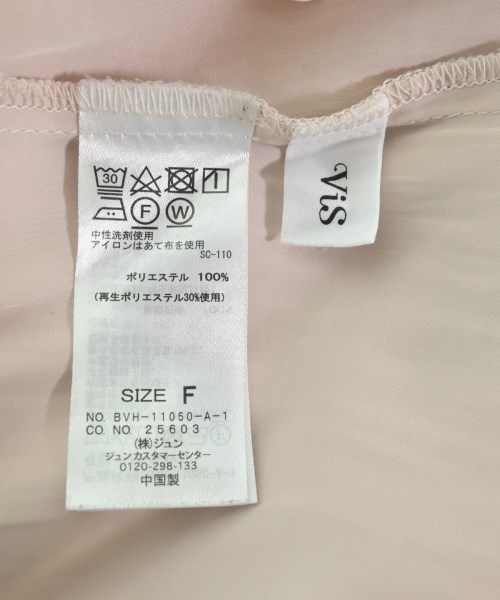 30
F W
中性洗剤使用
アイロンはあて布を使用
SC-110
ポリエステル 100%
(再生ポリエステル30%使用)
SIZE F
NO. BVH-11050-A-1
CO. NO. 25603
(株)ジュン
ジュンカスタマーセンター
0120-298-133
中国製
ViS